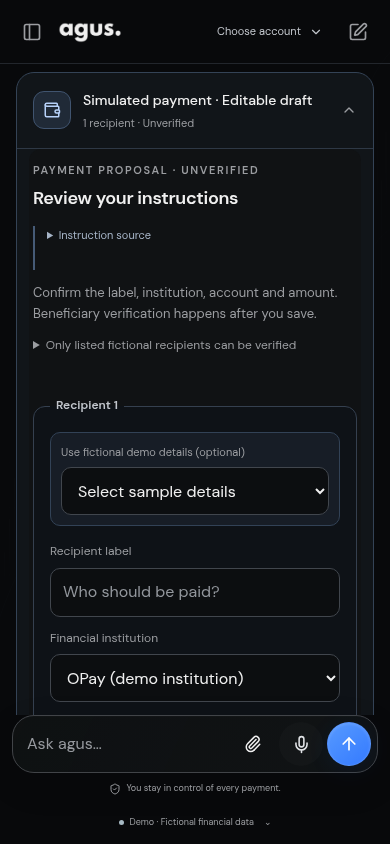 agus.
Choose account
Simulated payment · Editable draft
1 recipient · Unverified
PAYMENT PROPOSAL · UNVERIFIED
Review your instructions
Instruction source
Confirm the label, institution, account and amount.
Beneficiary verification happens after you save.
Only listed fictional recipients can be verified
Recipient 1
Use fictional demo details (optional)
Select sample details
Recipient label
Who should be paid?
Financial institution
OPay (demo institution)
Ask agus...
You stay in control of every payment.
Demo · Fictional financial data